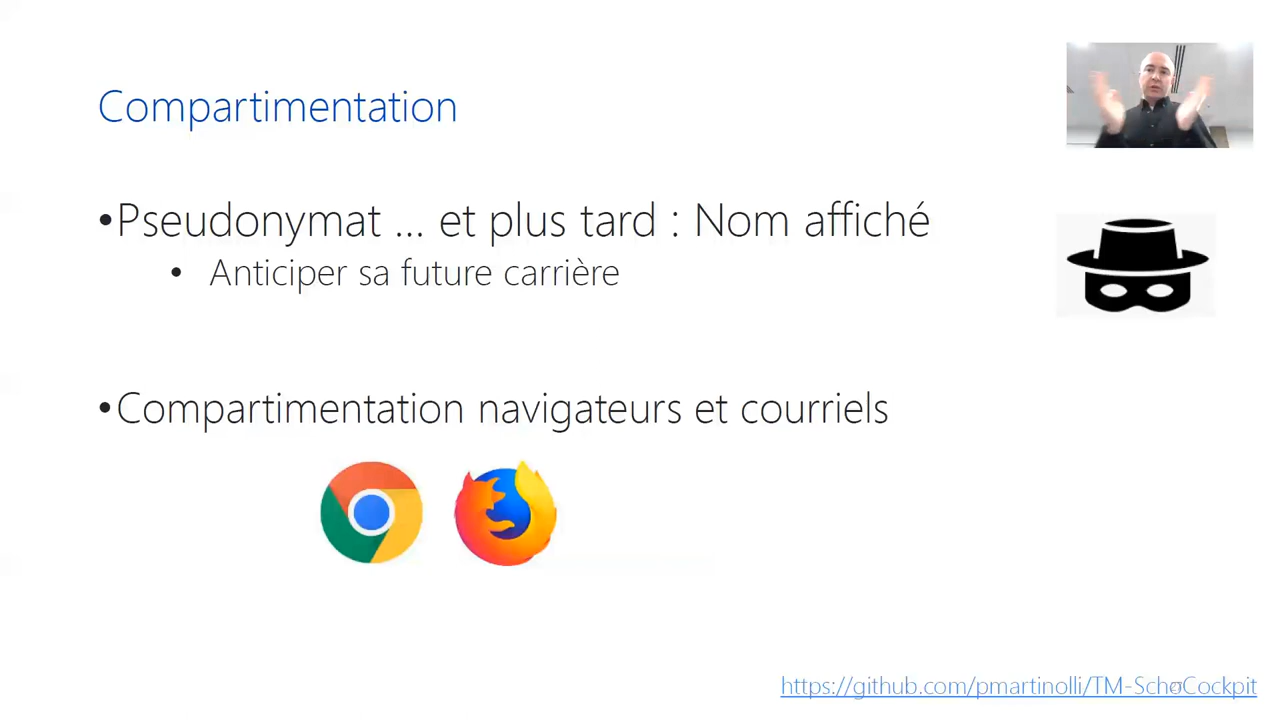 Compartimentation
•Pseudonymat ... et plus tard : Nom affiché
• Anticiper sa future carrière
•Compartimentation navigateurs et courriels
https://github.com/pmartinolli/TM-SchoCockpit